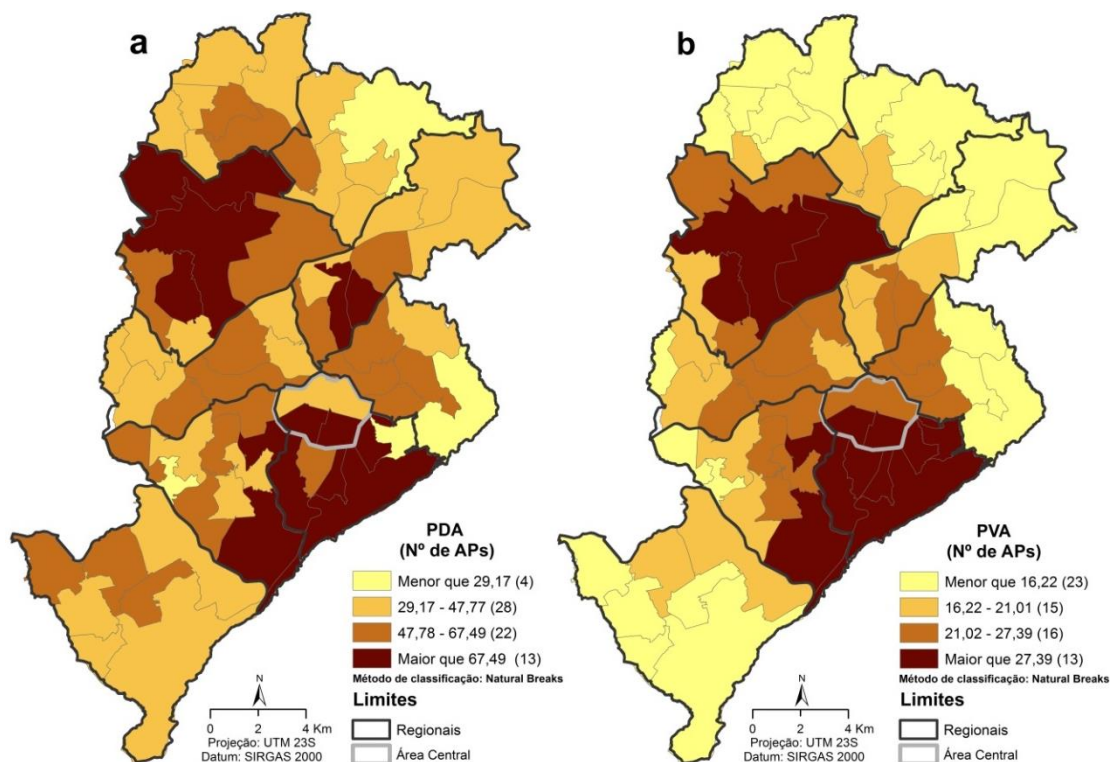 a
PDA
(Nº de APs)
Menor que 29,17 (4)
29,17 - 47,77 (28)
47,78 - 67,49 (22)
Maior que 67,49 (13)
Método de classificação: Natural Breaks
Limites
Regionais
Área Central
N
0 2 4 Km
Projeção: UTM 23S
Datum: SIRGAS 2000
b
PVA
(Nº de APs)
Menor que 16,22 (23)
16,22 - 21,01 (15)
21,02 - 27,39 (16)
Maior que 27,39 (13)
Método de classificação: Natural Breaks
Limites
Regionais
Área Central
N
0 2 4 Km
Projeção: UTM 23S
Datum: SIRGAS 2000